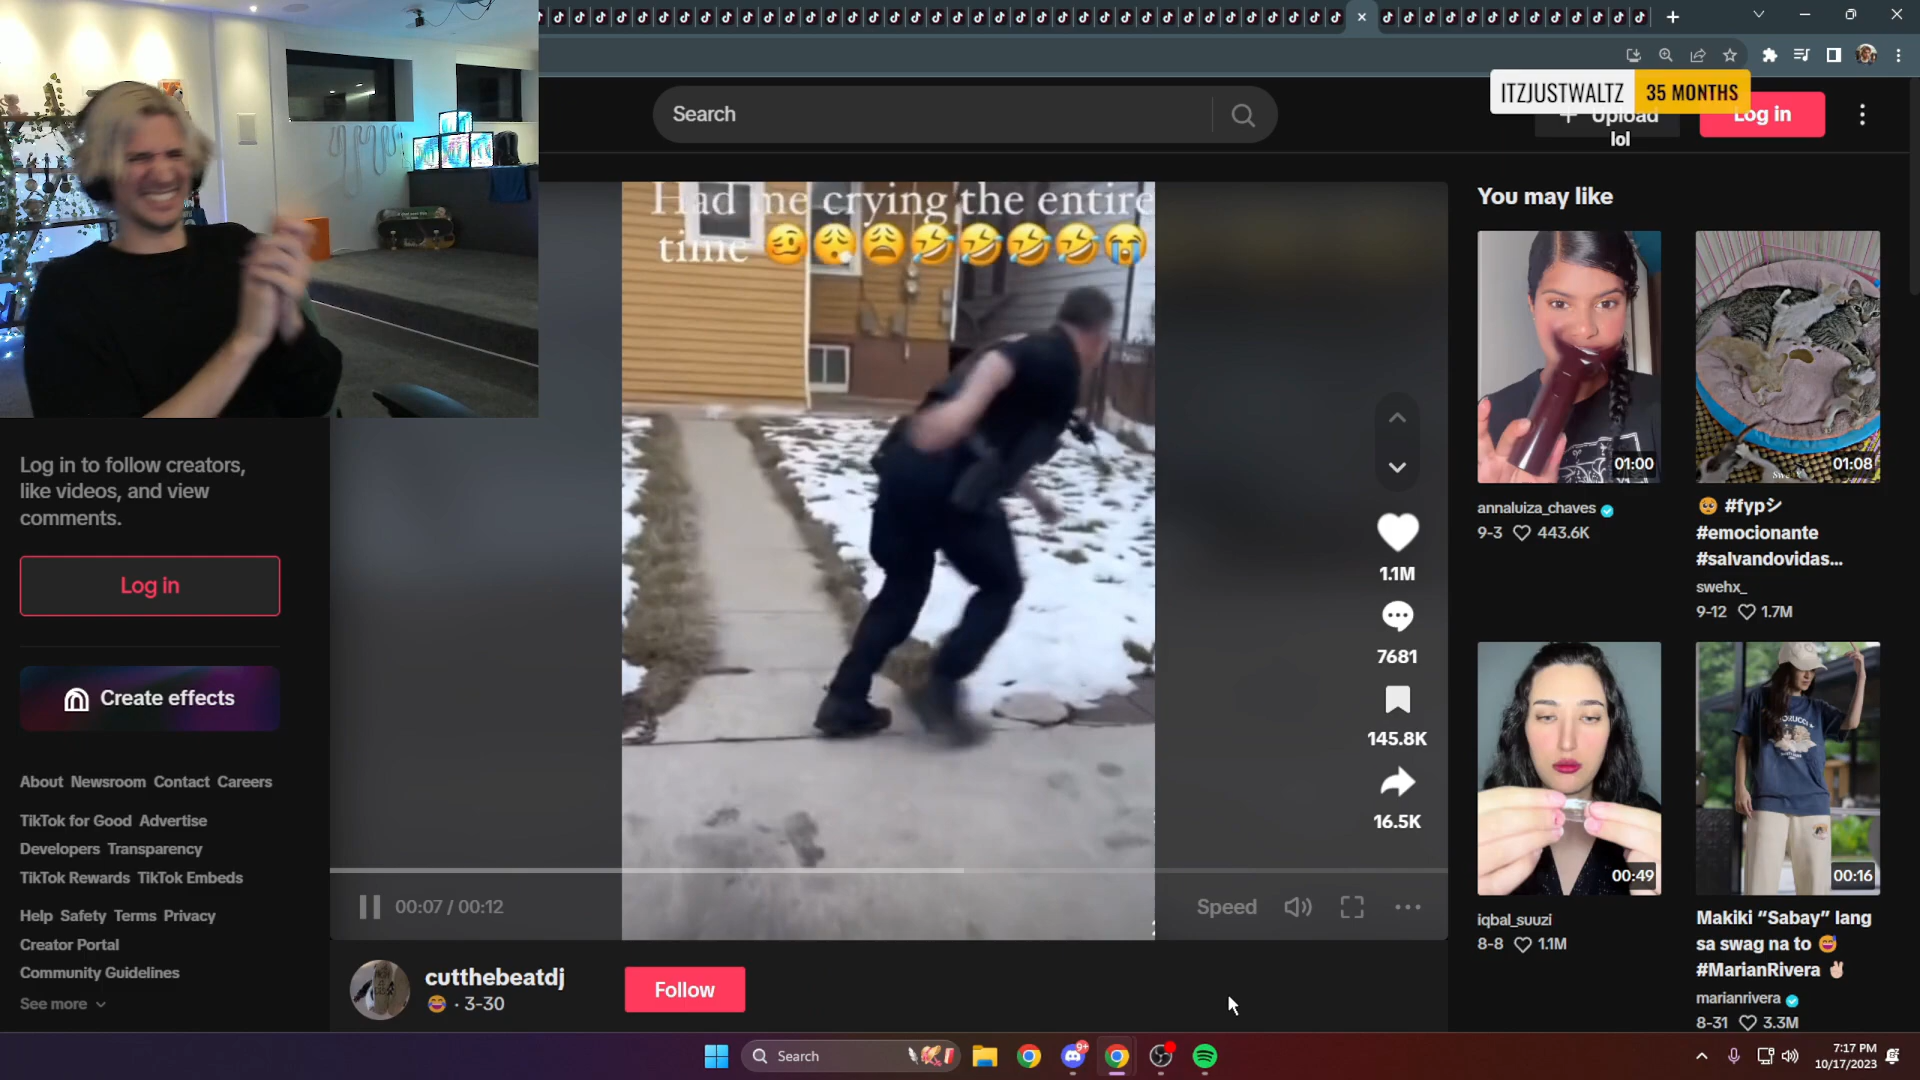 Search
ITZJUSTWALTZ 35 MONTHS
Upload
lol
Log in
Had me crying the entire
time 🥴😮‍💨😩🤣🤣🤣🤣😭
You may like
01:00
annaluiza_chaves
9-3 443.6K
01:08
🥺 #fypシ
#emocionante
#salvandovidas...
swehx_
9-12 1.7M
Log in to follow creators,
like videos, and view
comments.
Log in
Create effects
About Newsroom Contact Careers
TikTok for Good Advertise
Developers Transparency
TikTok Rewards TikTok Embeds
Help Safety Terms Privacy
Creator Portal
Community Guidelines
See more
1.1M
7681
145.8K
16.5K
00:07 / 00:12
Speed
cutthebeatdj
😂 · 3-30
Follow
00:49
iqbal_suuzi
8-8 1.1M
00:16
Makiki “Sabay” lang
sa swag na to 😅
#MarianRivera ✌🏻
marianrivera
8-31 3.3M
Search
9+
7:17 PM
10/17/2023